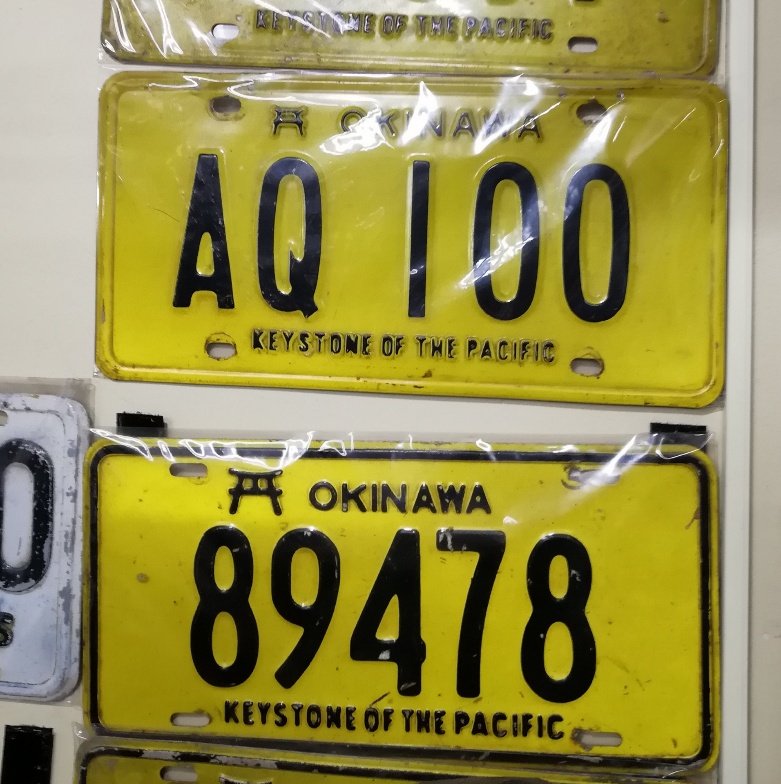 KEYSTONE OF THE PACIFIC
OKINAWA
AQ 100
KEYSTONE OF THE PACIFIC
OKINAWA
89478
KEYSTONE OF THE PACIFIC